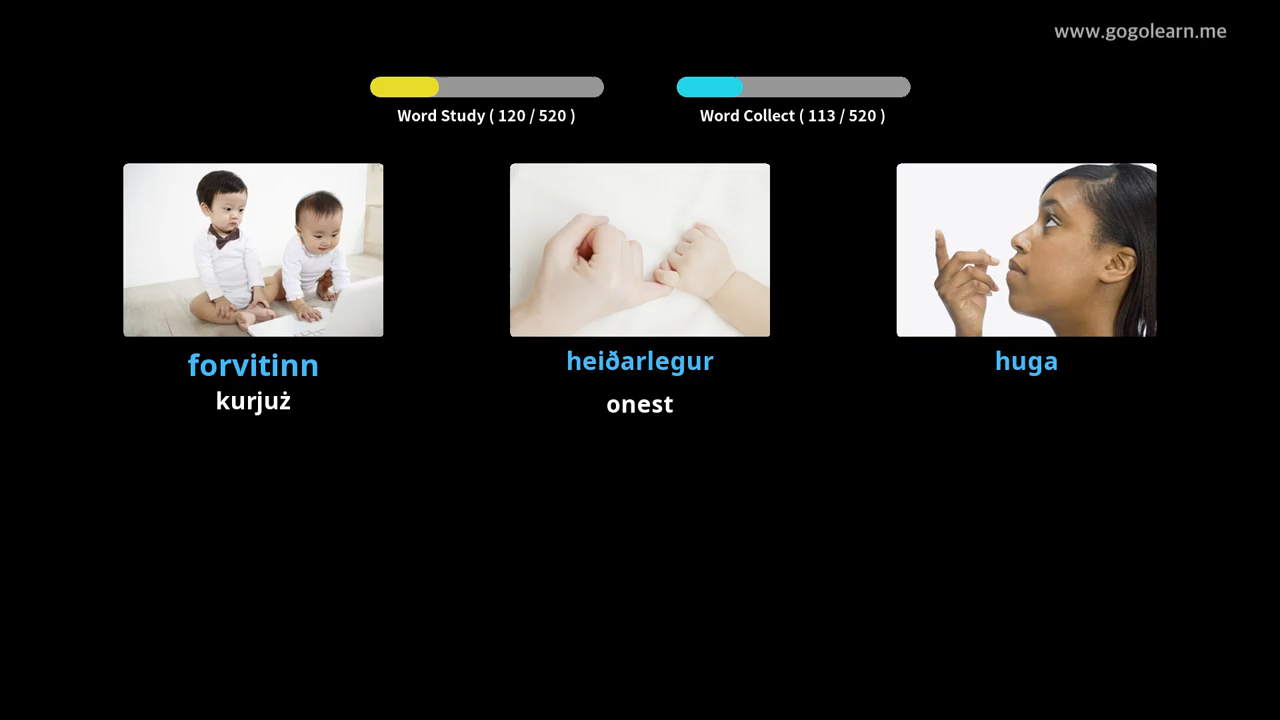 www.gogolearn.me
Word Study ( 120 / 520 )
Word Collect ( 113 / 520 )
forvitinn
kurjuż
heiðarlegur
onest
huga